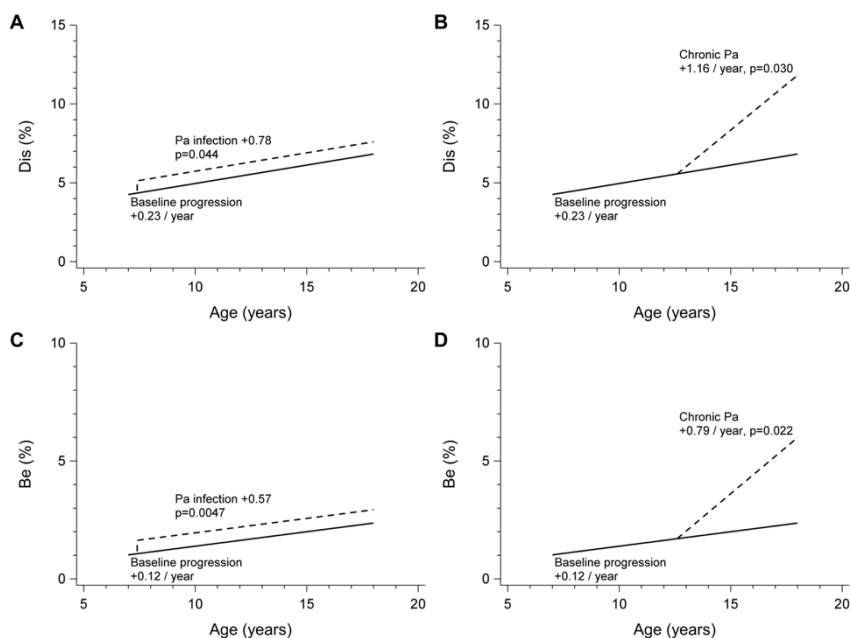 A
15
10
5
0
Dis (%)
Pa infection +0.78
p=0.044
Baseline progression
+0.23 / year
5
10
15
20
Age (years)
B
15
10
5
0
Dis (%)
Chronic Pa
+1.16 / year, p=0.030
Baseline progression
+0.23 / year
5
10
15
20
Age (years)
C
10
5
0
Be (%)
Pa infection +0.57
p=0.0047
Baseline progression
+0.12 / year
5
10
15
20
Age (years)
D
10
5
0
Be (%)
Chronic Pa
+0.79 / year, p=0.022
Baseline progression
+0.12 / year
5
10
15
20
Age (years)